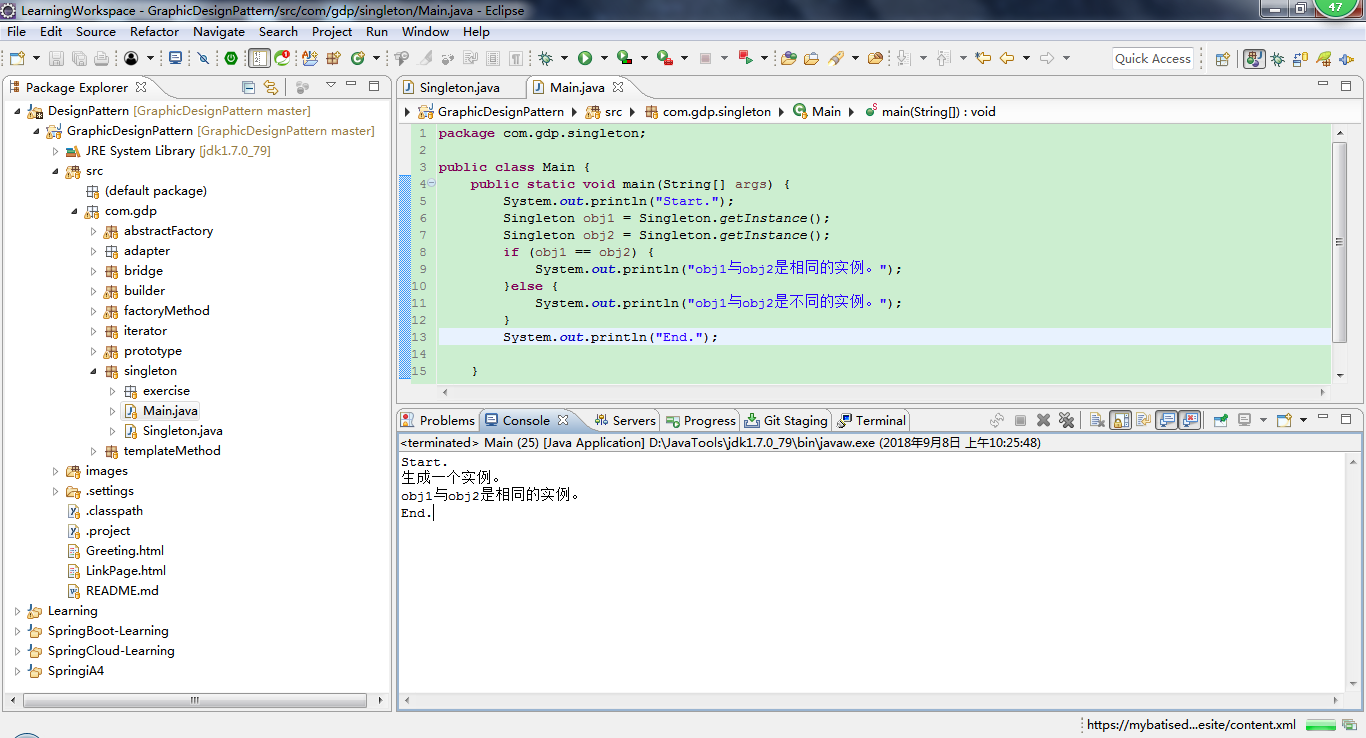 LearningWorkspace - GraphicDesignPattern/src/com/gdp/singleton/Main.java - Eclipse
47
File Edit Source Refactor Navigate Search Project Run Window Help
Quick Access
Package Explorer
DesignPattern [GraphicDesignPattern master]
GraphicDesignPattern [GraphicDesignPattern master]
JRE System Library [jdk1.7.0_79]
src
(default package)
com.gdp
abstractFactory
adapter
bridge
builder
factoryMethod
iterator
prototype
singleton
exercise
Main.java
Singleton.java
templateMethod
images
.settings
.classpath
.project
Greeting.html
LinkPage.html
README.md
Learning
SpringBoot-Learning
SpringCloud-Learning
SpringiA4
Singleton.java Main.java
GraphicDesignPattern src com.gdp.singleton Main main(String[]) : void
1 package com.gdp.singleton;
2
3 public class Main {
4 public static void main(String[] args) {
5 System.out.println("Start.");
6 Singleton obj1 = Singleton.getInstance();
7 Singleton obj2 = Singleton.getInstance();
8 if (obj1 == obj2) {
9 System.out.println("obj1与obj2是相同的实例。");
10 }else {
11 System.out.println("obj1与obj2是不同的实例。");
12 }
13 System.out.println("End.");
14
15 }
Problems Console Servers Progress Git Staging Terminal
<terminated> Main (25) [Java Application] D:\JavaTools\jdk1.7.0_79\bin\javaw.exe (2018年9月8日 上午10:25:48)
Start.
生成一个实例。
obj1与obj2是相同的实例。
End.
https://mybatised...esite/content.xml